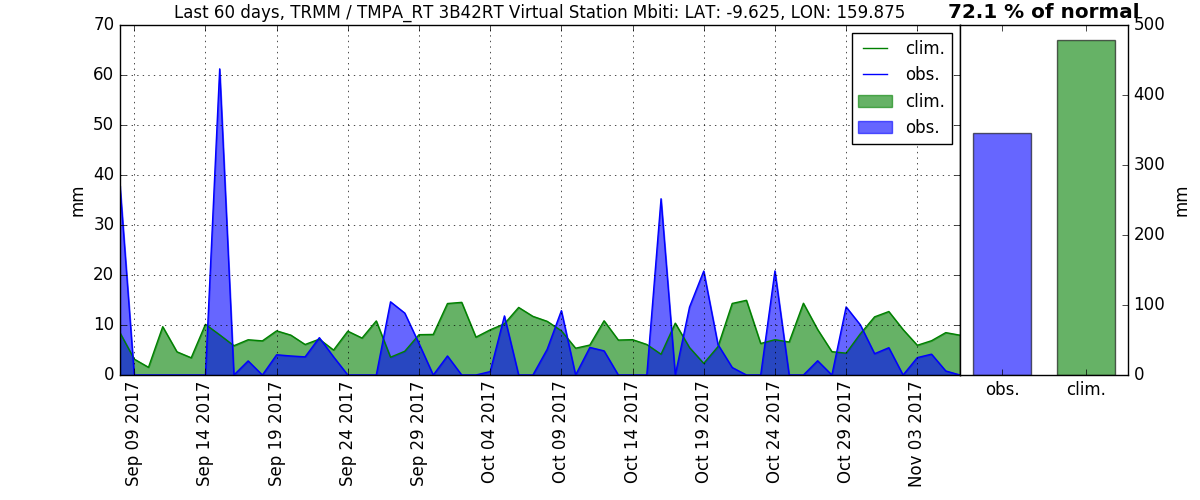 Last 60 days, TRMM / TMPA_RT 3B42RT Virtual Station Mbiti: LAT: -9.625, LON: 159.875
72.1 % of normal
70
60
50
40
30
20
10
0
mm
clim.
obs.
clim.
obs.
Sep 09 2017
Sep 14 2017
Sep 19 2017
Sep 24 2017
Sep 29 2017
Oct 04 2017
Oct 09 2017
Oct 14 2017
Oct 19 2017
Oct 24 2017
Oct 29 2017
Nov 03 2017
500
400
300
200
100
0
mm
obs.
clim.